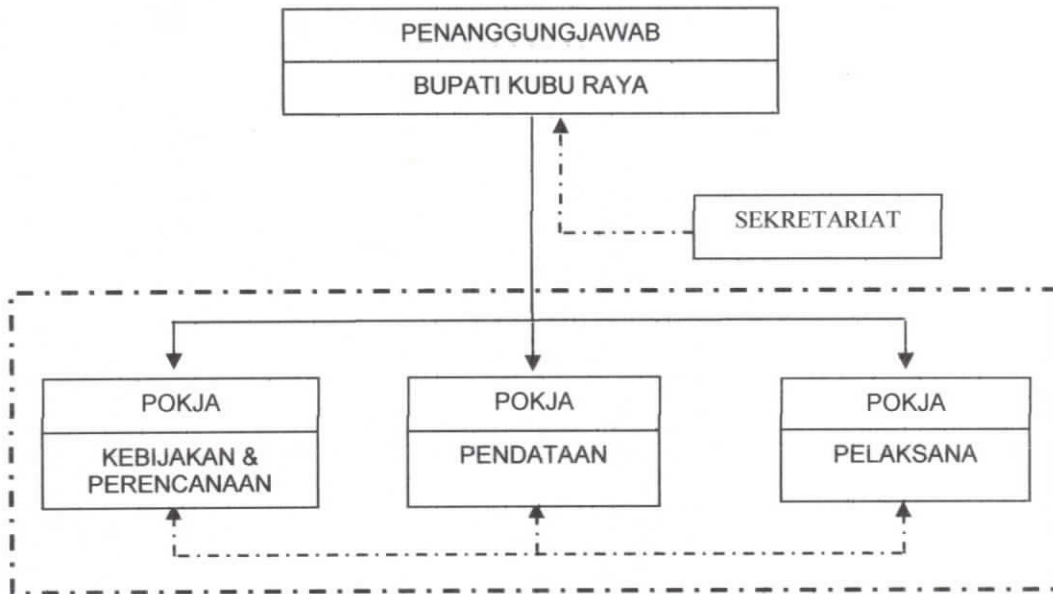 PENANGGUNGJAWAB
BUPATI KUBU RAYA
SEKRETARIAT
POKJA
KEBIJAKAN &
PERENCANAAN
POKJA
PENDATAAN
POKJA
PELAKSANA